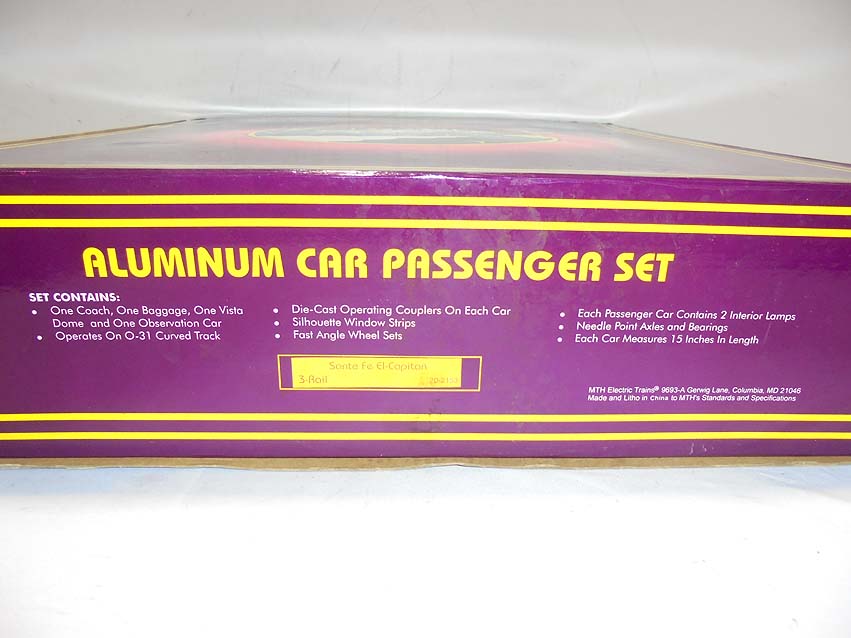 ALUMINUM CAR PASSENGER SET
SET CONTAINS:
• One Coach, One Baggage, One Vista
Dome and One Observation Car
• Operates On O-31 Curved Track
• Die-Cast Operating Couplers On Each Car
• Silhouette Window Strips
• Fast Angle Wheel Sets
• Each Passenger Car Contains 2 Interior Lamps
• Needle Point Axles and Bearings
• Each Car Measures 15 Inches In Length
Santa Fe El-Capitan
3-Rail
MTH Electric Trains® 9693-A Gerwig Lane, Columbia, MD 21046
Made and Litho in China to MTH's Standards and Specifications